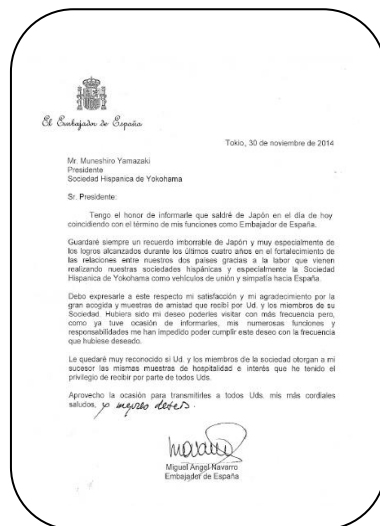 El Embajador de España
Tokio, 30 de noviembre de 2014
Mr. Muneshiro Yamazaki
Presidente
Sociedad Hispanica de Yokohama
Sr. Presidente:
Tengo el honor de informarle que saldré de Japón en el día de hoy
coincidiendo con el término de mis funciones como Embajador de España.
Guardaré siempre un recuerdo imborrable de Japón y muy especialmente de
los logros alcanzados durante los últimos cuatro años en el fortalecimiento de
las relaciones entre nuestros dos países gracias a la labor que vienen
realizando nuestras sociedades hispánicas y especialmente la Sociedad
Hispanica de Yokohama como vehículos de unión y simpatía hacia España.
Debo expresarle a este respecto mi satisfacción y mi agradecimiento por la
gran acogida y muestras de amistad que recibí por Ud. y los miembros de su
Sociedad. Hubiera sido mi deseo poderles visitar con más frecuencia pero,
como ya tuve ocasión de informarles, mis numerosas funciones y
responsabilidades me han impedido poder cumplir este deseo con la frecuencia
que hubiese deseado.
Le quedaré muy reconocido si Ud. y los miembros de la sociedad otorgan a mi
sucesor las mismas muestras de hospitalidad e interés que he tenido el
privilegio de recibir por parte de todos Uds.
Aprovecho la ocasión para transmitirles a todos Uds. mis más cordiales
saludos, y mejores deseos.
Navarro
Miguel Angel Navarro
Embajador de España